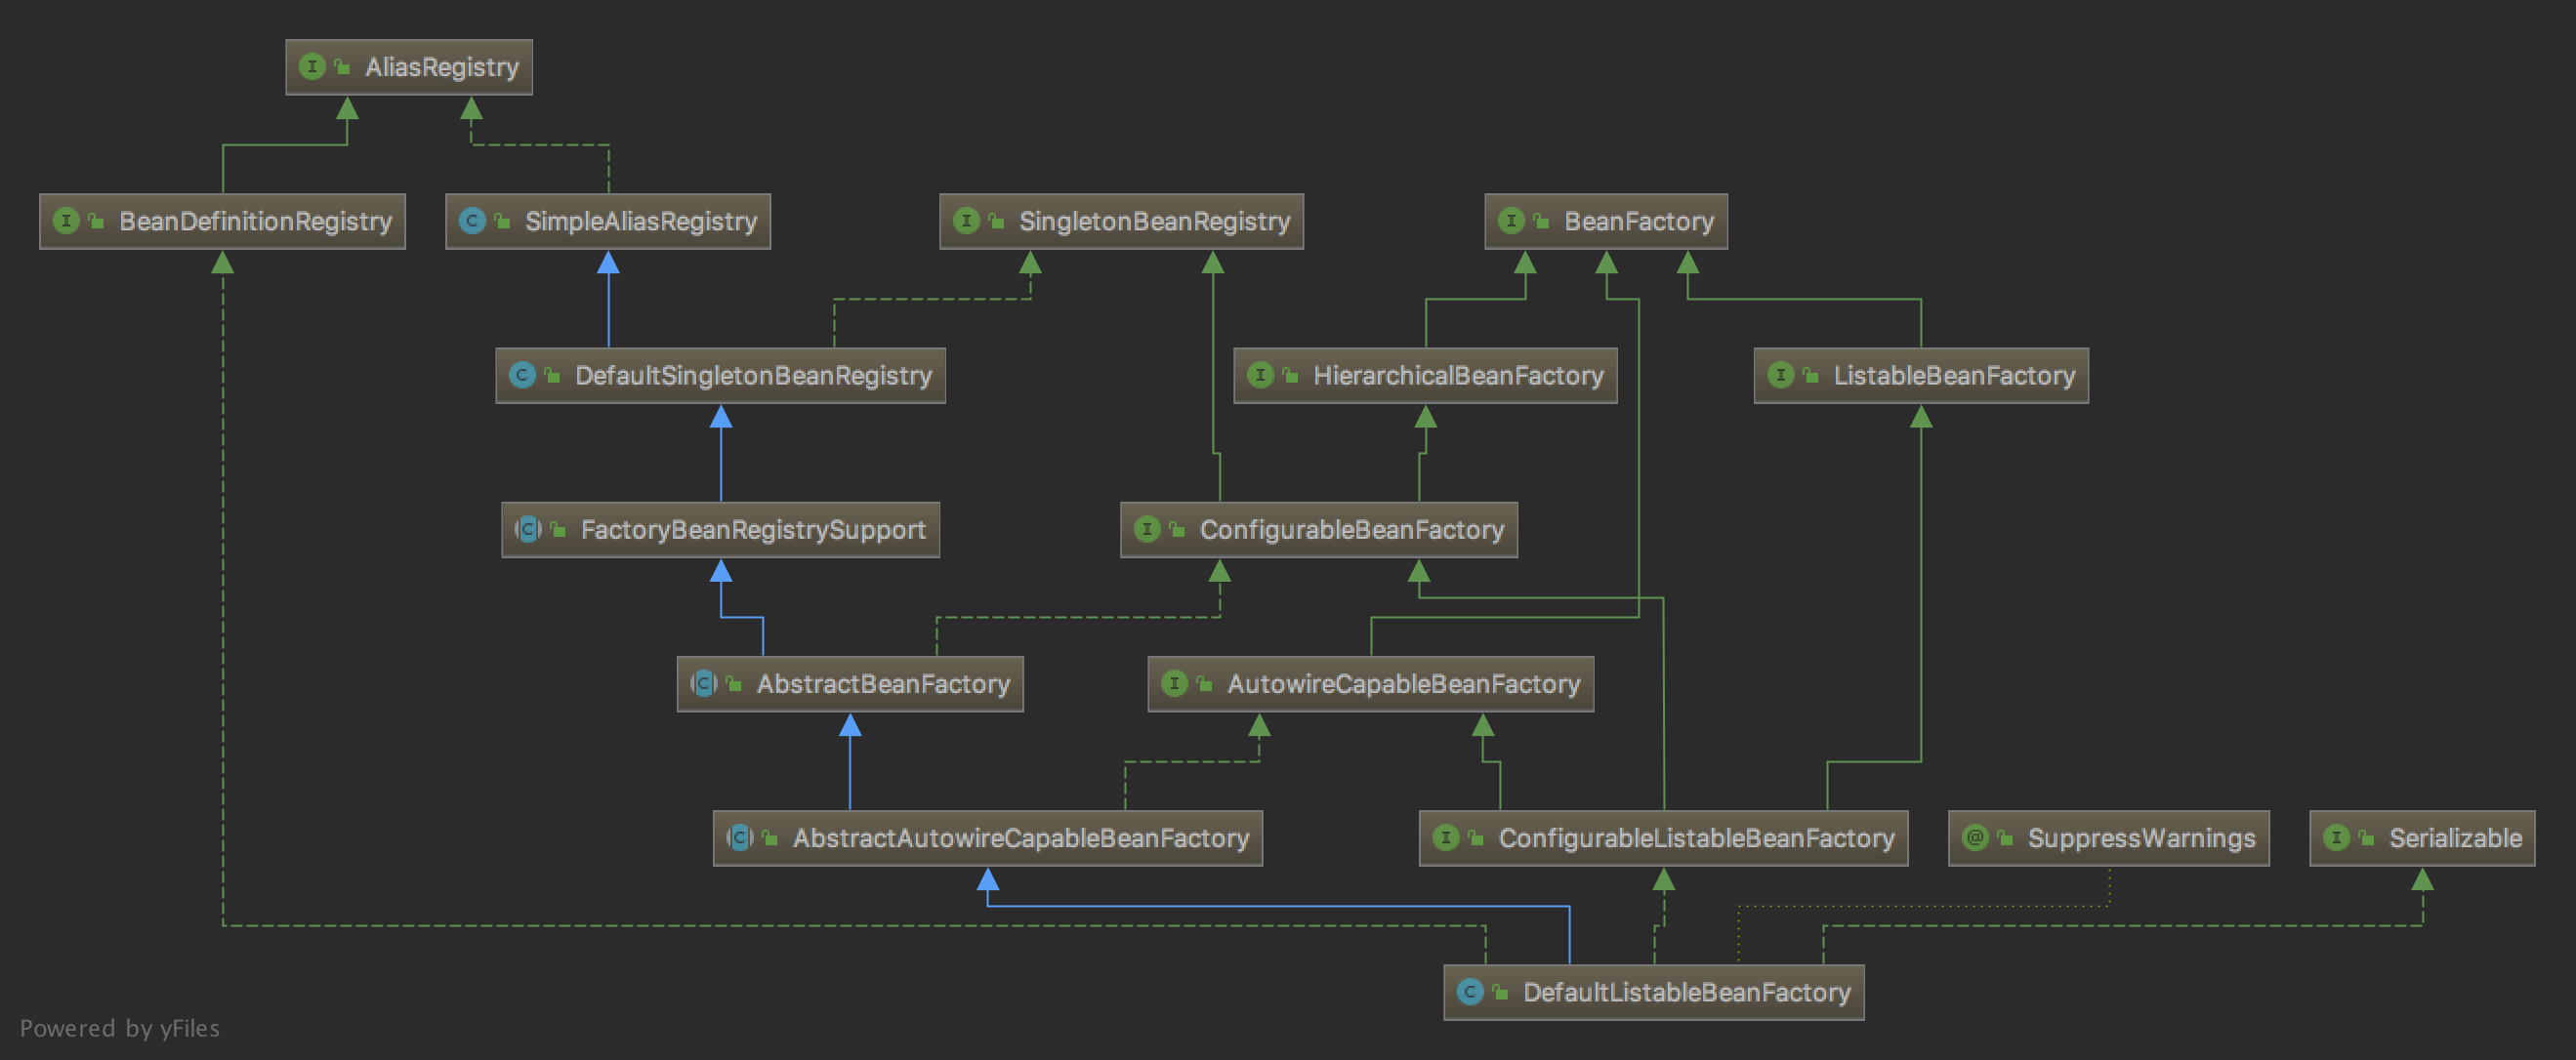 AliasRegistry
BeanDefinitionRegistry
SimpleAliasRegistry
SingletonBeanRegistry
BeanFactory
DefaultSingletonBeanRegistry
HierarchicalBeanFactory
ListableBeanFactory
FactoryBeanRegistrySupport
ConfigurableBeanFactory
AbstractBeanFactory
AutowireCapableBeanFactory
AbstractAutowireCapableBeanFactory
ConfigurableListableBeanFactory
SuppressWarnings
Serializable
DefaultListableBeanFactory
Powered by yFiles